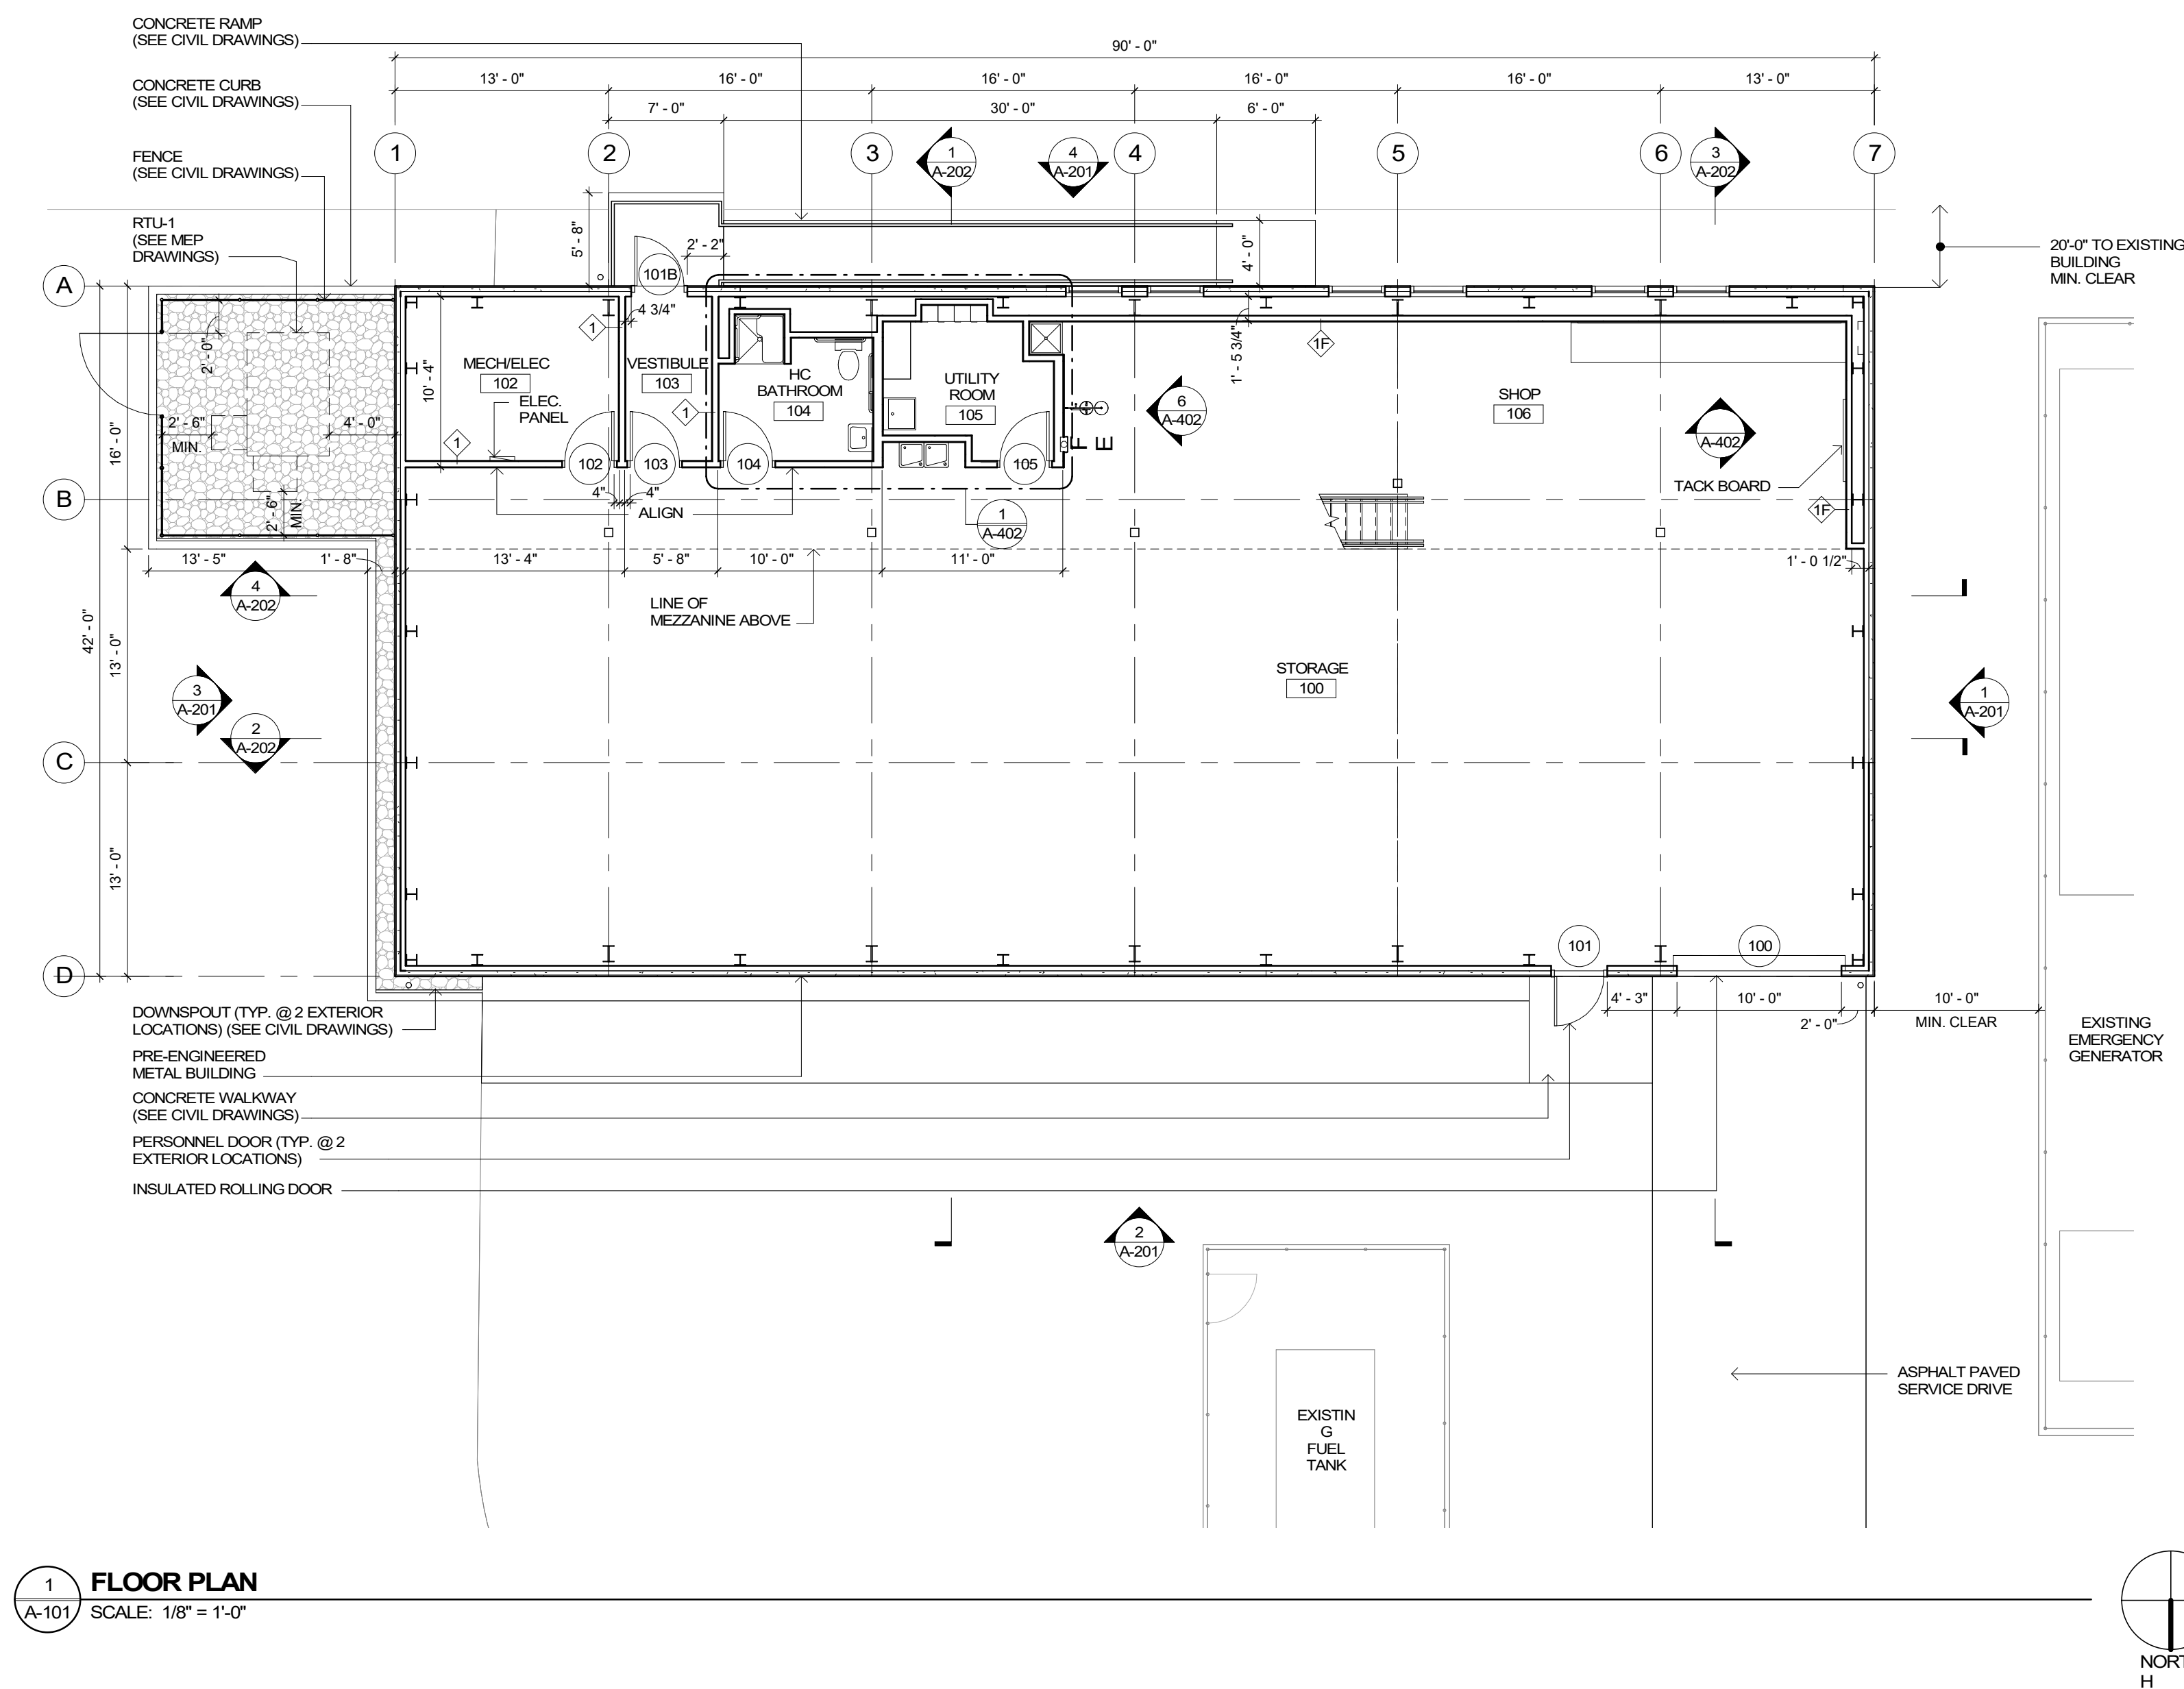 CONCRETE RAMP
(SEE CIVIL DRAWINGS)
CONCRETE CURB
(SEE CIVIL DRAWINGS)
FENCE
(SEE CIVIL DRAWINGS)
RTU-1
(SEE MEP
DRAWINGS)
90' - 0"
13' - 0"
16' - 0"
16' - 0"
16' - 0"
16' - 0"
13' - 0"
7' - 0"
30' - 0"
6' - 0"
1
2
3
4
5
6
7
1
A-202
4
A-201
3
A-202
5' - 8"
2' - 2"
4' - 0"
101B
20'-0" TO EXISTING
BUILDING
MIN. CLEAR
A
B
C
D
4 3/4"
1
1' - 5 3/4"
1F
2' - 0"
10' - 4"
MECH/ELEC
102
VESTIBULE
103
HC
BATHROOM
104
UTILITY
ROOM
105
SHOP
106
ELEC.
PANEL
1
1
6
A-402
A-402
F
E
2' - 6"
MIN.
4' - 0"
16' - 0"
102
103
104
105
TACK BOARD
4"
4"
ALIGN
2' - 6"
MIN.
1
A-402
1F
13' - 5"
1' - 8"
13' - 4"
5' - 8"
10' - 0"
11' - 0"
1' - 0 1/2"
4
A-202
LINE OF
MEZZANINE ABOVE
42' - 0"
13' - 0"
STORAGE
100
3
A-201
2
A-202
1
A-201
13' - 0"
101
100
4' - 3"
10' - 0"
2' - 0"
10' - 0"
MIN. CLEAR
EXISTING
EMERGENCY
GENERATOR
DOWNSPOUT (TYP. @ 2 EXTERIOR
LOCATIONS) (SEE CIVIL DRAWINGS)
PRE-ENGINEERED
METAL BUILDING
CONCRETE WALKWAY
(SEE CIVIL DRAWINGS)
PERSONNEL DOOR (TYP. @ 2
EXTERIOR LOCATIONS)
INSULATED ROLLING DOOR
2
A-201
ASPHALT PAVED
SERVICE DRIVE
EXISTIN
G
FUEL
TANK
1
A-101
FLOOR PLAN
SCALE: 1/8" = 1'-0"
NORT
H